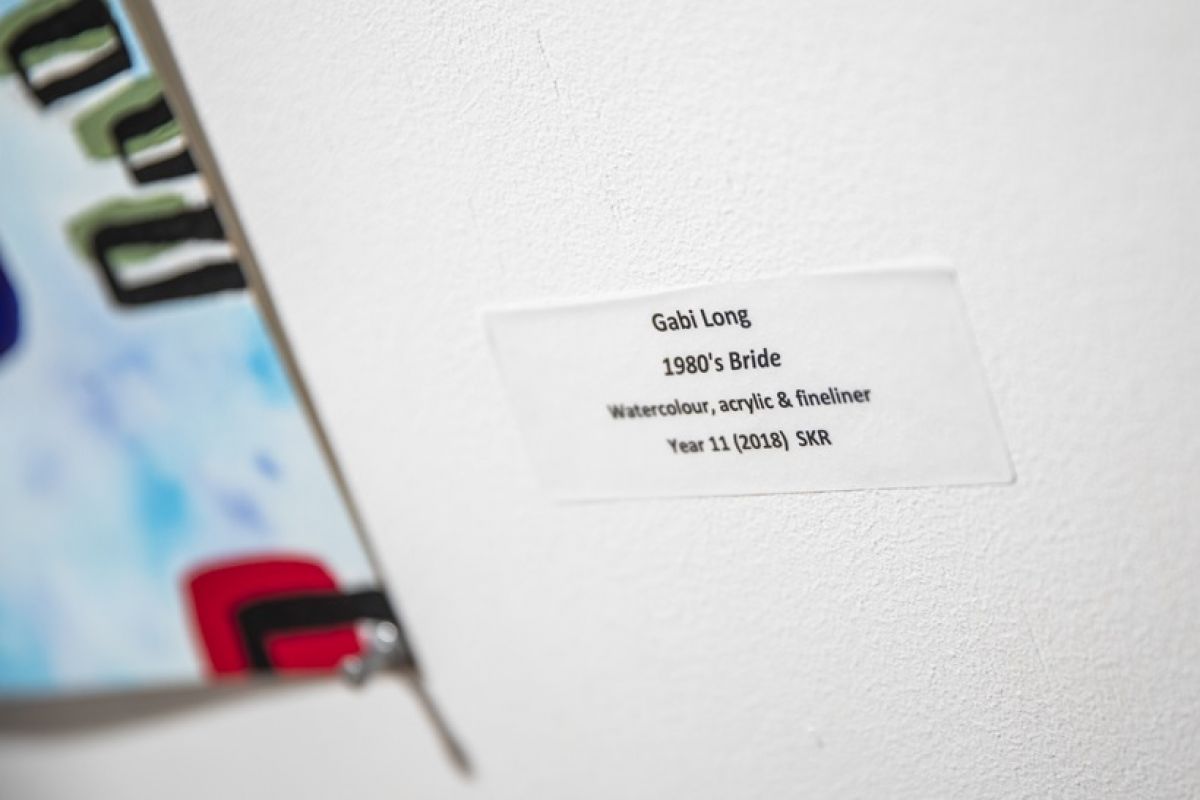 Gabi Long
1980's Bride
Watercolour, acrylic & fineliner
Year 11 (2018) SKR